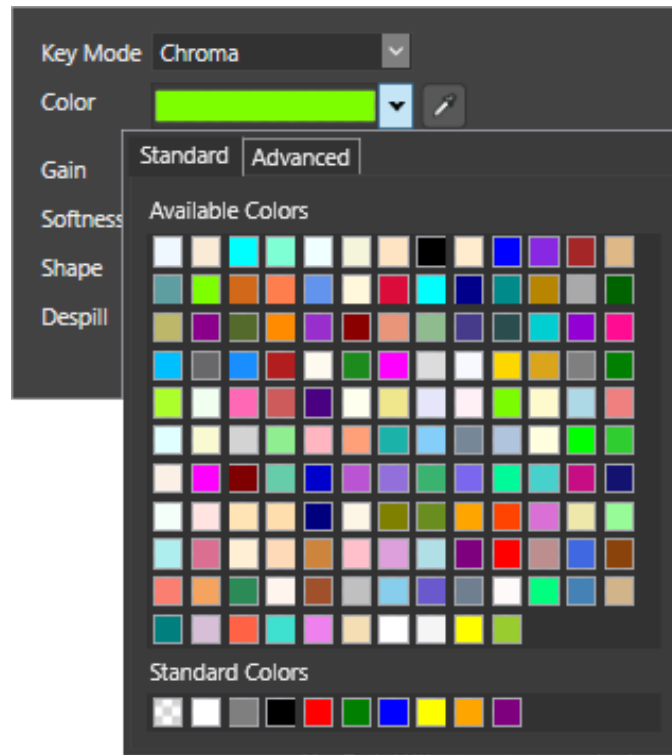 Key Mode Chroma
Color
Standard Advanced
Gain
Available Colors
Softness
Shape
Despill
Standard Colors